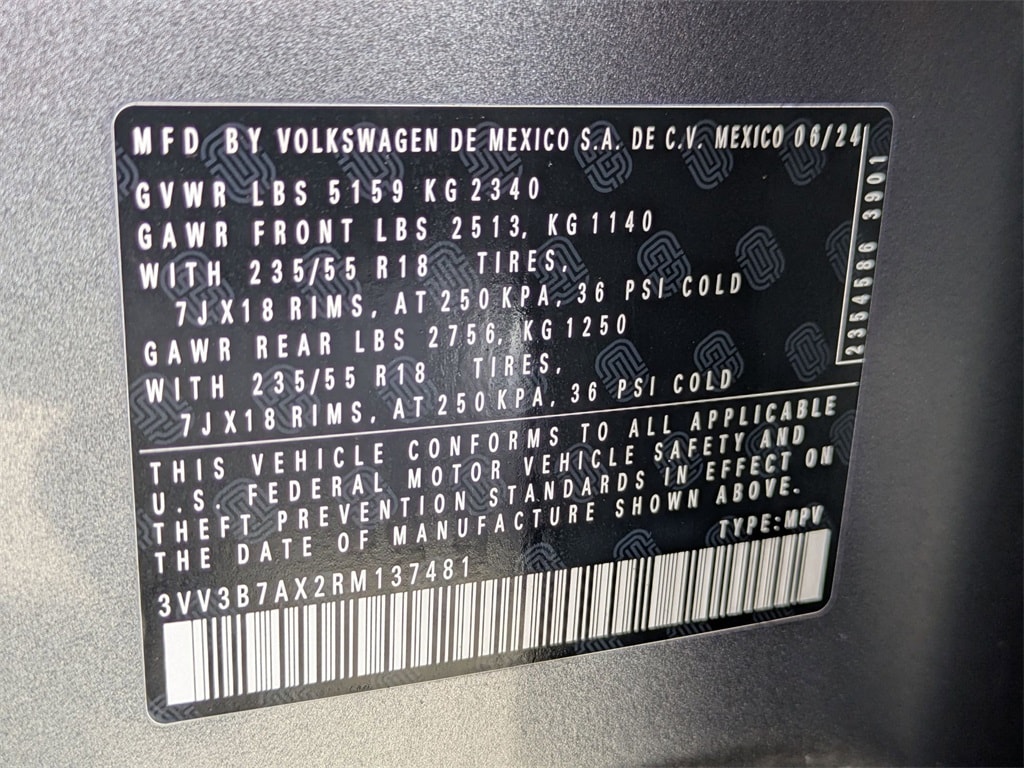 MFD BY VOLKSWAGEN DE MEXICO S.A. DE C.V. MEXICO 06/24
GVWR LBS 5159 KG 2340
GAWR FRONT LBS 2513, KG 1140
WITH 235/55 R18 TIRES,
7JX18 RIMS, AT 250 KPA, 36 PSI COLD
GAWR REAR LBS 2756, KG 1250
WITH 235/55 R18 TIRES,
7JX18 RIMS, AT 250 KPA, 36 PSI COLD
2354586 3901
THIS VEHICLE CONFORMS TO ALL APPLICABLE
U.S. FEDERAL MOTOR VEHICLE SAFETY AND
THEFT PREVENTION STANDARDS IN EFFECT ON
THE DATE OF MANUFACTURE SHOWN ABOVE.
TYPE:MPV
3VV3B7AX2RM137481